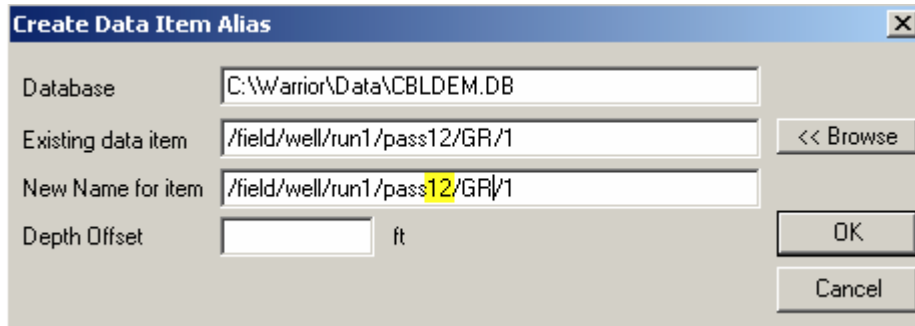 Create Data Item Alias
Database C:\Warrior\Data\CBLDEM.DB
Existing data item /field/well/run1/pass12/GR/1 << Browse
New Name for item /field/well/run1/pass12/GR/1
Depth Offset ft OK
Cancel